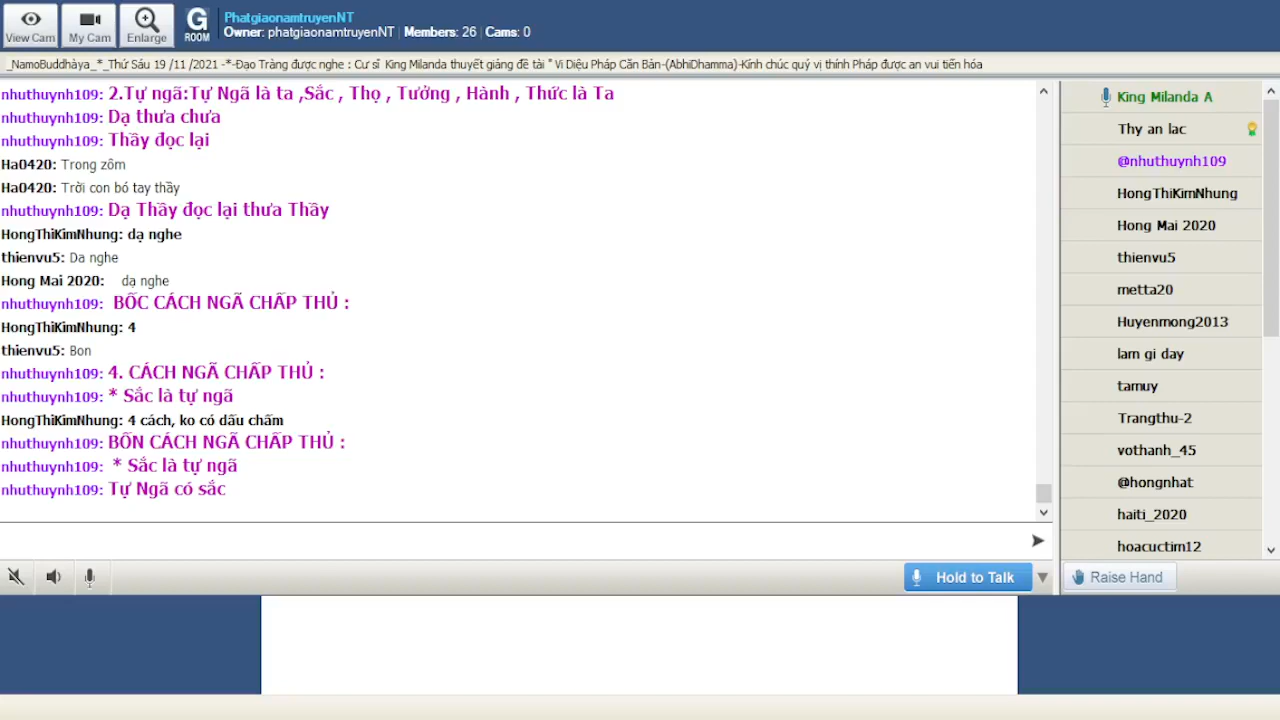 View Cam
My Cam
Enlarge
G ROOM
PhatgiaonamtruyenNT
Owner: phatgiaonamtruyenNT | Members: 26 | Cams: 0
_NamoBuddhàya_*_Thứ Sáu 19 /11 /2021 -*-Đạo Tràng được nghe : Cư sĩ King Milanda thuyết giảng đề tài " Vi Diệu Pháp Căn Bản-(AbhiDhamma)-Kính chúc quý vị thính Pháp được an vui tiến hóa
nhuthuynh109: 2.Tự ngã:Tự Ngã là ta ,Sắc , Thọ , Tưởng , Hành , Thức là Ta
nhuthuynh109: Dạ thưa chưa
nhuthuynh109: Thầy đọc lại
Ha0420: Trong zôm
Ha0420: Trời con bó tay thầy
nhuthuynh109: Dạ Thầy đọc lại thưa Thầy
HongThiKimNhung: dạ nghe
thienvu5: Da nghe
Hong Mai 2020: dạ nghe
nhuthuynh109: BỐC CÁCH NGÃ CHẤP THỦ :
HongThiKimNhung: 4
thienvu5: Bon
nhuthuynh109: 4. CÁCH NGÃ CHẤP THỦ :
nhuthuynh109: * Sắc là tự ngã
HongThiKimNhung: 4 cách, ko có dấu chấm
nhuthuynh109: BỐN CÁCH NGÃ CHẤP THỦ :
nhuthuynh109: * Sắc là tự ngã
nhuthuynh109: Tự Ngã có sắc
King Milanda A
Thy an lac
@nhuthuynh109
HongThiKimNhung
Hong Mai 2020
thienvu5
metta20
Huyenmong2013
lam gi day
tamuy
Trangthu-2
vothanh_45
@hongnhat
haiti_2020
hoacuctim12
Hold to Talk
Raise Hand